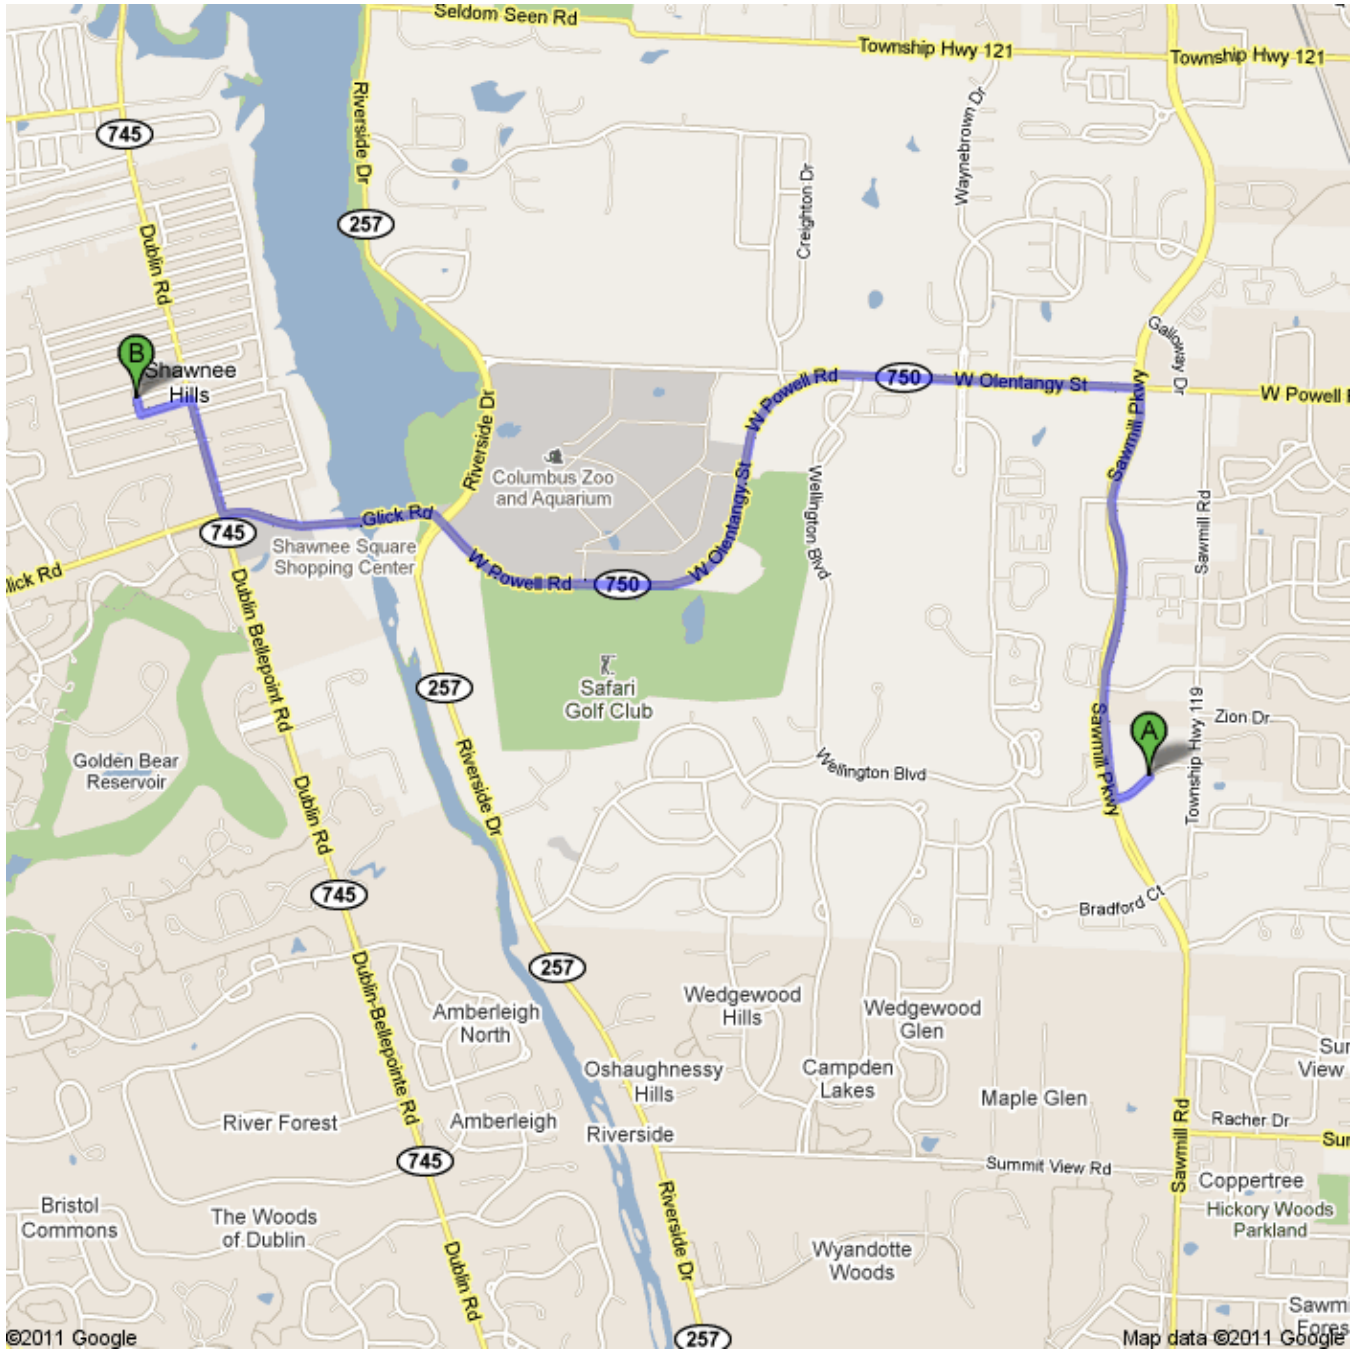 Seldom Seen Rd
Township Hwy 121
Township Hwy 121
Riverside Dr
745
Waynebrown Dr
Creighton Dr
257
Dublin Rd
Galloway Dr
B
Shawnee
Hills
W Powell Rd
750
W Olentangy St
W Powell
Sawmill Pkwy
Riverside Dr
Columbus Zoo
and Aquarium
W Olentangy St
Wellington Blvd
Sawmill Rd
Glick Rd
745
Shawnee Square
Shopping Center
W Powell Rd
750
lick Rd
Dublin Bellepoint Rd
257
Safari
Golf Club
Sawmill Pkwy
Township Hwy 119
Zion Dr
A
Golden Bear
Reservoir
Riverside Dr
Wellington Blvd
Dublin Rd
745
Bradford Ct
257
Dublin-Bellepointe Rd
Amberleigh
North
Wedgewood
Hills
Wedgewood
Glen
Oshaughnessy
Hills
Campden
Lakes
Maple Glen
Sur
View
River Forest
Amberleigh
Riverside
Racher Dr
Sur
745
Summit View Rd
Sawmill Rd
Coppertree
Hickory Woods
Parkland
Bristol
Commons
The Woods
of Dublin
Riverside Dr
Wyandotte
Woods
Dublin Rd
Sawm
Fores
257
©2011 Google
Map data ©2011 Google